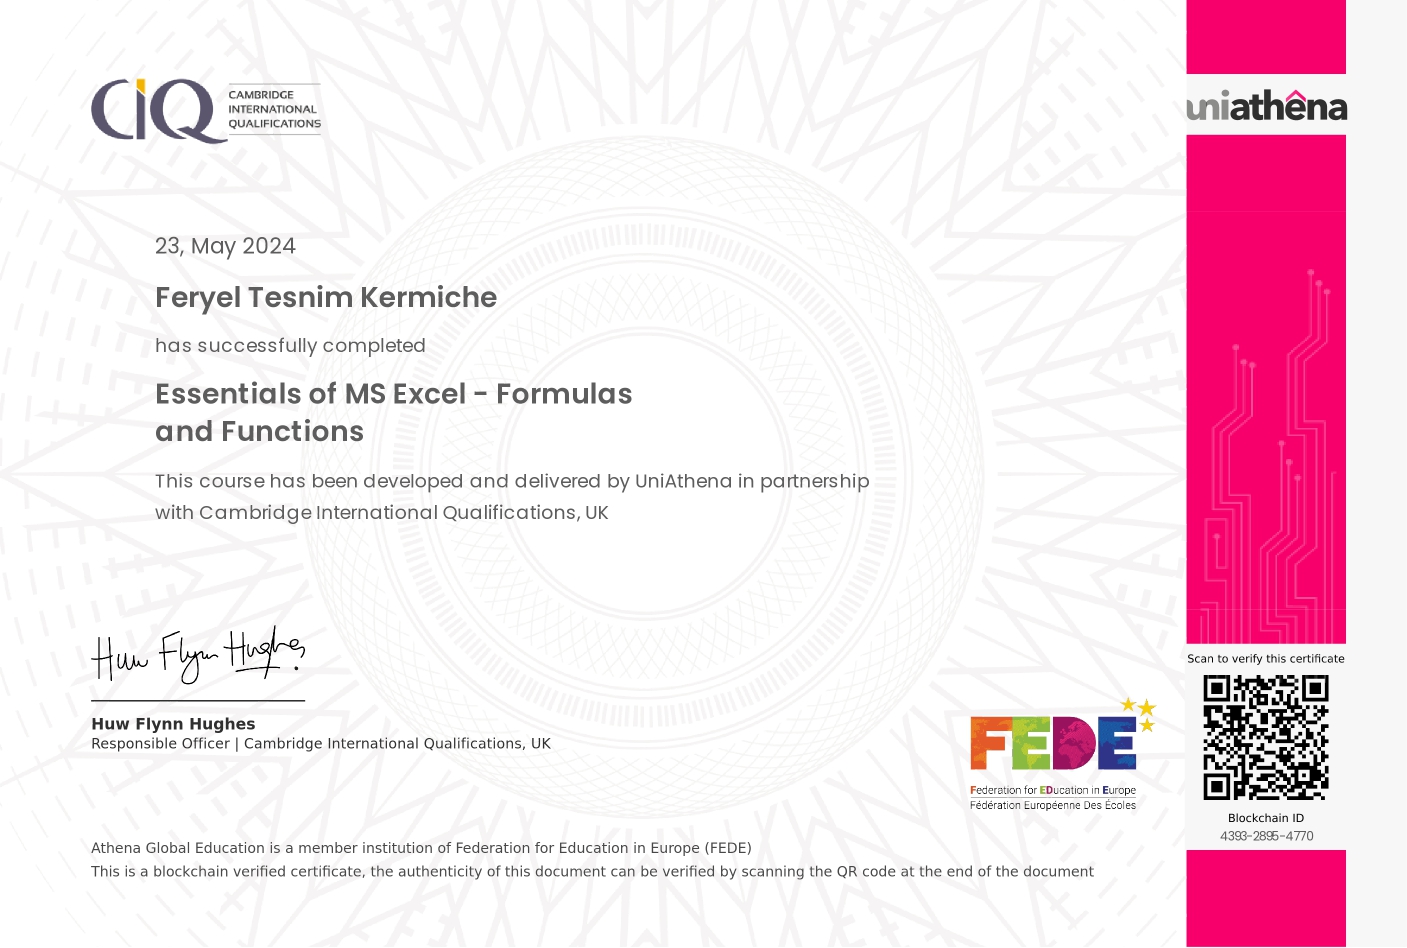 CIQ
CAMBRIDGE
INTERNATIONAL
QUALIFICATIONS
uniathêna
23, May 2024
Feryel Tesnim Kermiche
has successfully completed
Essentials of MS Excel - Formulas
and Functions
This course has been developed and delivered by UniAthena in partnership
with Cambridge International Qualifications, UK
Huw Flynn Hughes
Huw Flynn Hughes
Responsible Officer | Cambridge International Qualifications, UK
FEDE
Federation for EDucation in Europe
Fédération Européenne Des Écoles
Scan to verify this certificate
Blockchain ID
4393-2895-4770
Athena Global Education is a member institution of Federation for Education in Europe (FEDE)
This is a blockchain verified certificate, the authenticity of this document can be verified by scanning the QR code at the end of the document